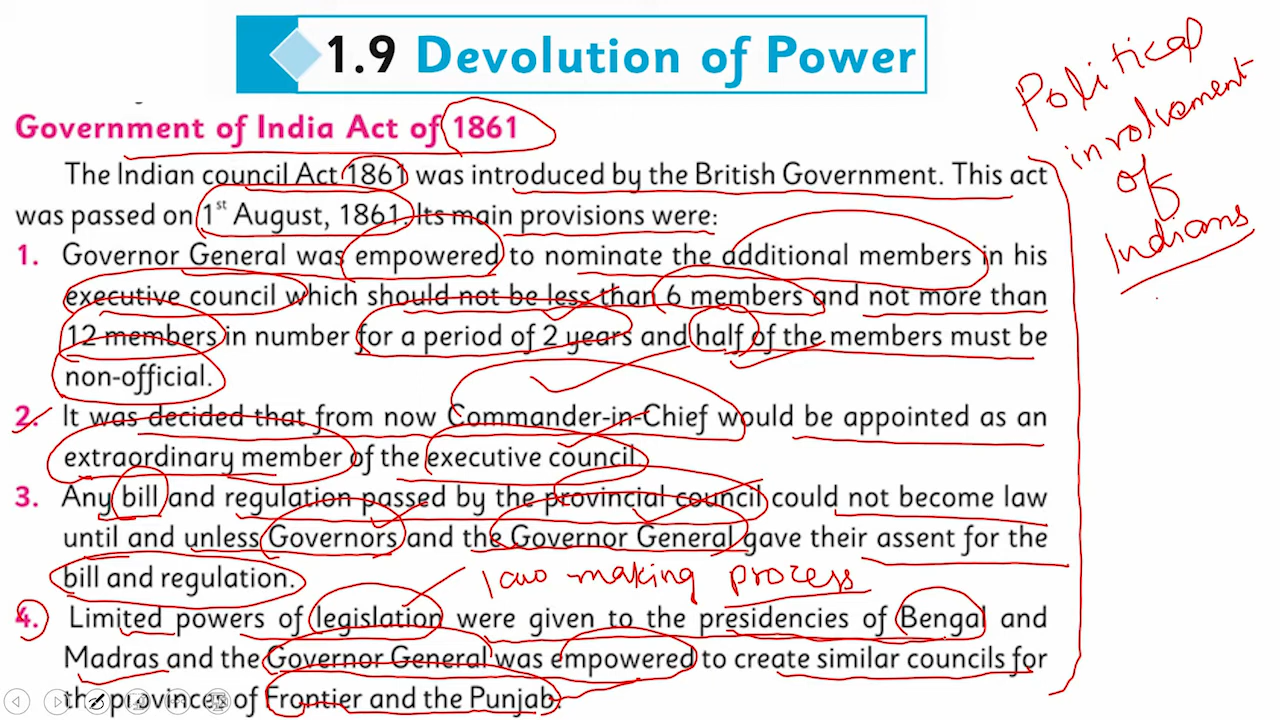 1.9 Devolution of Power
Government of India Act of 1861
The Indian council Act 1861 was introduced by the British Government. This act
was passed on 1st August, 1861. Its main provisions were:
1. Governor General was empowered to nominate the additional members in his
executive council which should not be less than 6 members and not more than
12 members in number for a period of 2 years and half of the members must be
non-official.
2. It was decided that from now Commander-in-Chief would be appointed as an
extraordinary member of the executive council.
3. Any bill and regulation passed by the provincial council could not become law
until and unless Governors and the Governor General gave their assent for the
bill and regulation.
law making process
4. Limited powers of legislation were given to the presidencies of Bengal and
Madras and the Governor General was empowered to create similar councils for
the provinces of Frontier and the Punjab.
Political
involvement
of
Indians